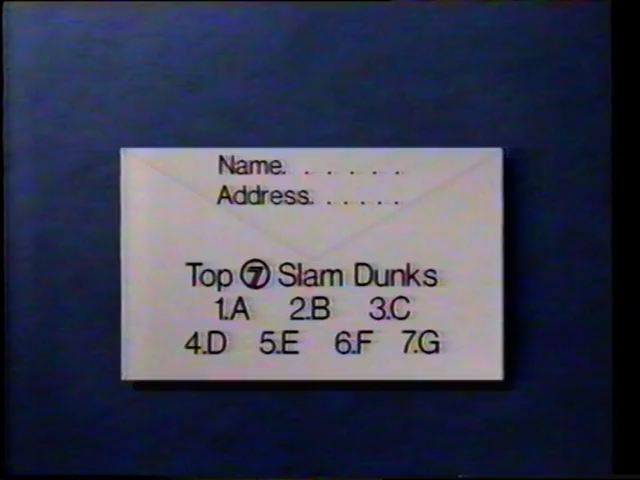 Name. . . . . .
Address. . . . . .
Top 7 Slam Dunks
1.A 2.B 3.C
4.D 5.E 6.F 7.G